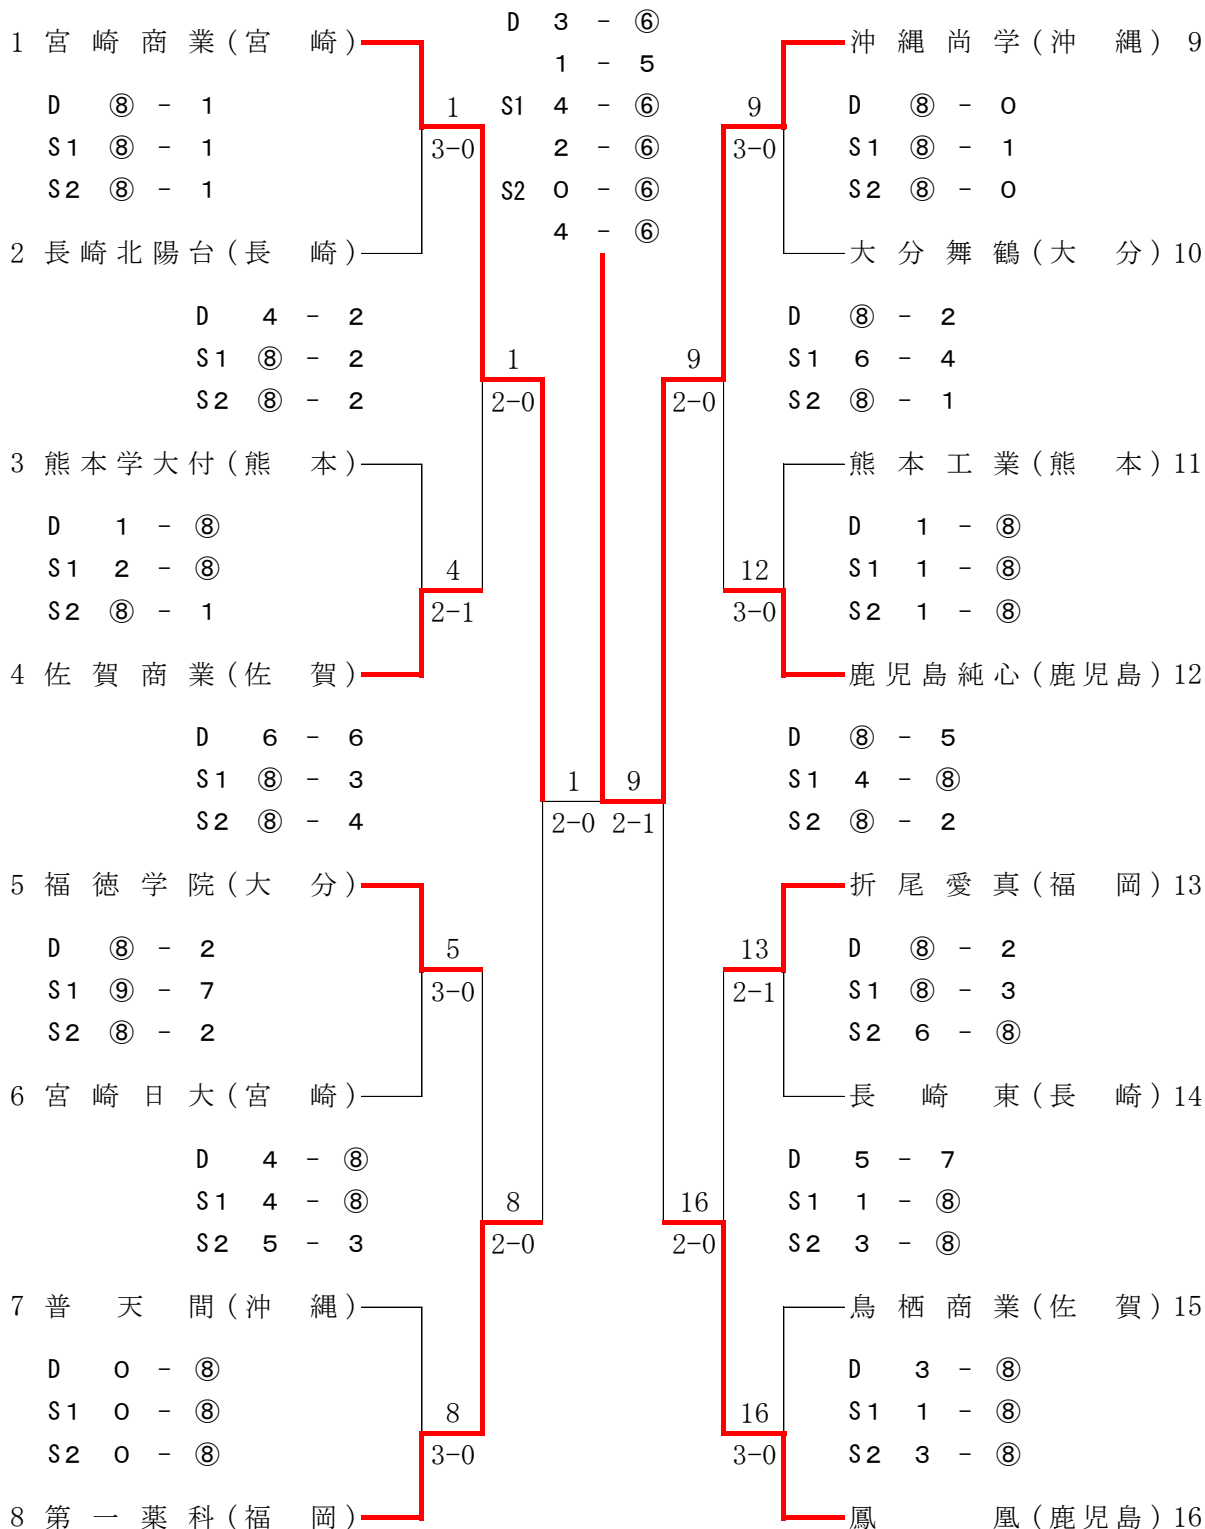 D 3 - ⑥
1 宮崎商業(宮 崎) 沖縄尚学(沖 縄) 9
1 - 5
D ⑧ - 1 1 S1 4 - ⑥ 9 D ⑧ - 0
S1 ⑧ - 1 3-0 2 - ⑥ 3-0 S1 ⑧ - 1
S2 ⑧ - 1 S2 0 - ⑥ S2 ⑧ - 0
4 - ⑥
2 長崎北陽台(長 崎) 大分舞鶴(大 分) 10
D 4 - 2 D ⑧ - 2
S1 ⑧ - 2 1 9 S1 6 - 4
S2 ⑧ - 2 2-0 2-0 S2 ⑧ - 1
3 熊本学大付(熊 本) 熊本工業(熊 本) 11
D 1 - ⑧ D 1 - ⑧
S1 2 - ⑧ 4 12 S1 1 - ⑧
S2 ⑧ - 1 2-1 3-0 S2 1 - ⑧
4 佐賀商業(佐 賀) 鹿児島純心(鹿児島) 12
D 6 - 6 D ⑧ - 5
S1 ⑧ - 3 1 9 S1 4 - ⑧
S2 ⑧ - 4 2-0 2-1 S2 ⑧ - 2
5 福徳学院(大 分) 折尾愛真(福 岡) 13
D ⑧ - 2 5 13 D ⑧ - 2
S1 ⑨ - 7 3-0 2-1 S1 ⑧ - 3
S2 ⑧ - 2 S2 6 - ⑧
6 宮崎日大(宮 崎) 長崎東(長 崎) 14
D 4 - ⑧ D 5 - 7
S1 4 - ⑧ 8 16 S1 1 - ⑧
S2 5 - 3 2-0 2-0 S2 3 - ⑧
7 普天間(沖 縄) 鳥栖商業(佐 賀) 15
D 0 - ⑧ D 3 - ⑧
S1 0 - ⑧ 8 16 S1 1 - ⑧
S2 0 - ⑧ 3-0 3-0 S2 3 - ⑧
8 第一薬科(福 岡) 鳳凰(鹿児島) 16